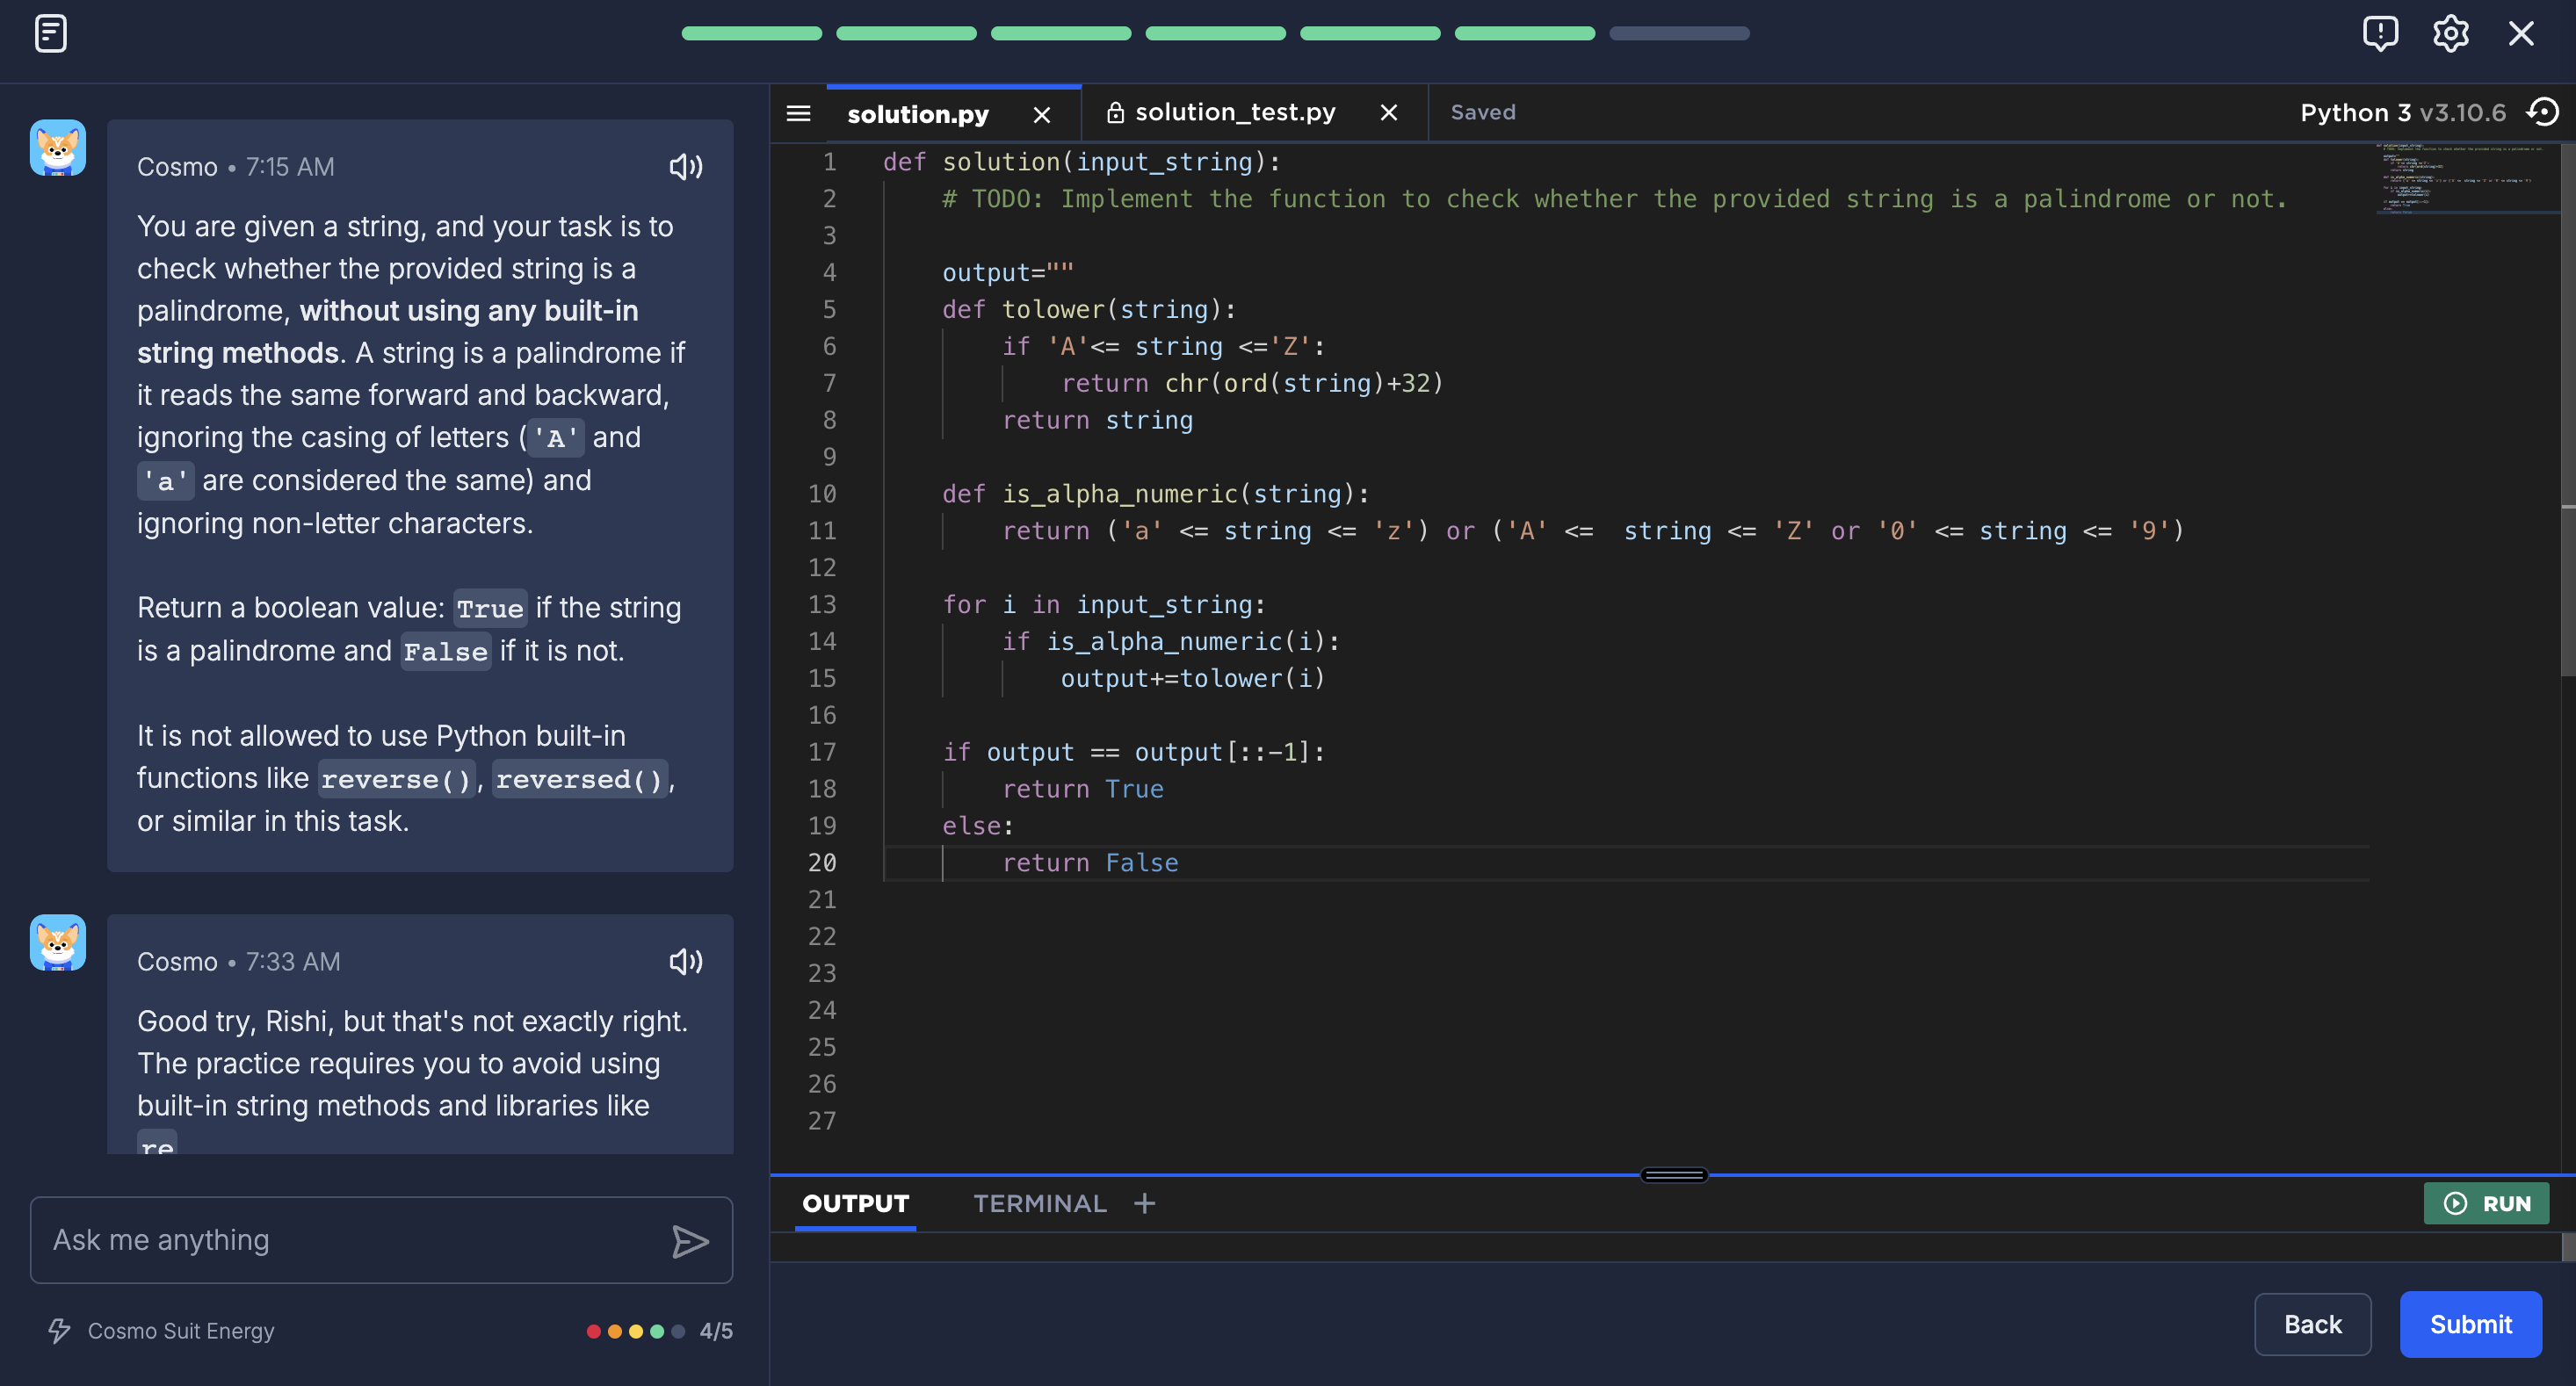 Cosmo • 7:15 AM
You are given a string, and your task is to
check whether the provided string is a
palindrome, without using any built-in
string methods. A string is a palindrome if
it reads the same forward and backward,
ignoring the casing of letters ('A' and
'a' are considered the same) and
ignoring non-letter characters.
Return a boolean value: True if the string
is a palindrome and False if it is not.
It is not allowed to use Python built-in
functions like reverse(), reversed(),
or similar in this task.
Cosmo • 7:33 AM
Good try, Rishi, but that's not exactly right.
The practice requires you to avoid using
built-in string methods and libraries like
re
Ask me anything
Cosmo Suit Energy 4/5
solution.py solution_test.py Saved Python 3 v3.10.6
1 def solution(input_string):
2     # TODO: Implement the function to check whether the provided string is a palindrome or not.
3
4     output=""
5     def tolower(string):
6         if 'A'<= string <='Z':
7             return chr(ord(string)+32)
8         return string
9
10     def is_alpha_numeric(string):
11         return ('a' <= string <= 'z') or ('A' <=  string <= 'Z' or '0' <= string <= '9')
12
13     for i in input_string:
14         if is_alpha_numeric(i):
15             output+=tolower(i)
16
17     if output == output[::-1]:
18         return True
19     else:
20         return False
21
22
23
24
25
26
27
OUTPUT TERMINAL + RUN
Back Submit